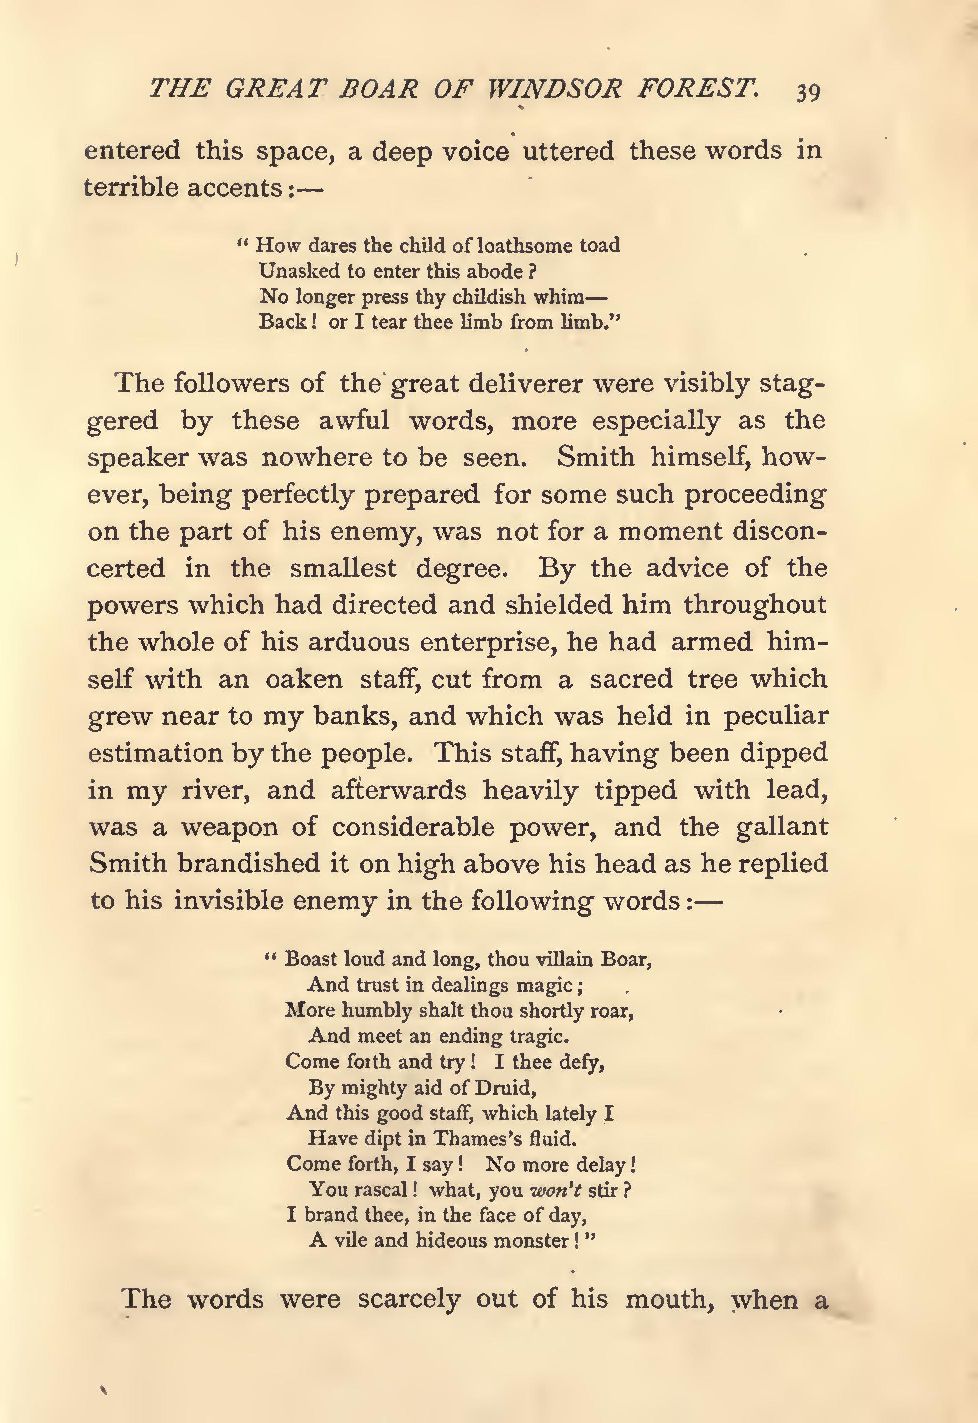 THE GREAT BOAR OF WINDSOR FOREST. 39
entered this space, a deep voice uttered these words in
terrible accents:—
“ How dares the child of loathsome toad
Unasked to enter this abode ?
No longer press thy childish whim—
Back! or I tear thee limb from limb.”
The followers of the great deliverer were visibly stag-
gered by these awful words, more especially as the
speaker was nowhere to be seen. Smith himself, how-
ever, being perfectly prepared for some such proceeding
on the part of his enemy, was not for a moment discon-
certed in the smallest degree. By the advice of the
powers which had directed and shielded him throughout
the whole of his arduous enterprise, he had armed him-
self with an oaken staff, cut from a sacred tree which
grew near to my banks, and which was held in peculiar
estimation by the people. This staff, having been dipped
in my river, and afterwards heavily tipped with lead,
was a weapon of considerable power, and the gallant
Smith brandished it on high above his head as he replied
to his invisible enemy in the following words:—
“ Boast loud and long, thou villain Boar,
And trust in dealings magic ;
More humbly shalt thou shortly roar,
And meet an ending tragic.
Come forth and try ! I thee defy,
By mighty aid of Druid,
And this good staff, which lately I
Have dipt in Thames’s fluid.
Come forth, I say ! No more delay !
You rascal ! what, you won’t stir ?
I brand thee, in the face of day,
A vile and hideous monster ! ”
The words were scarcely out of his mouth, when a